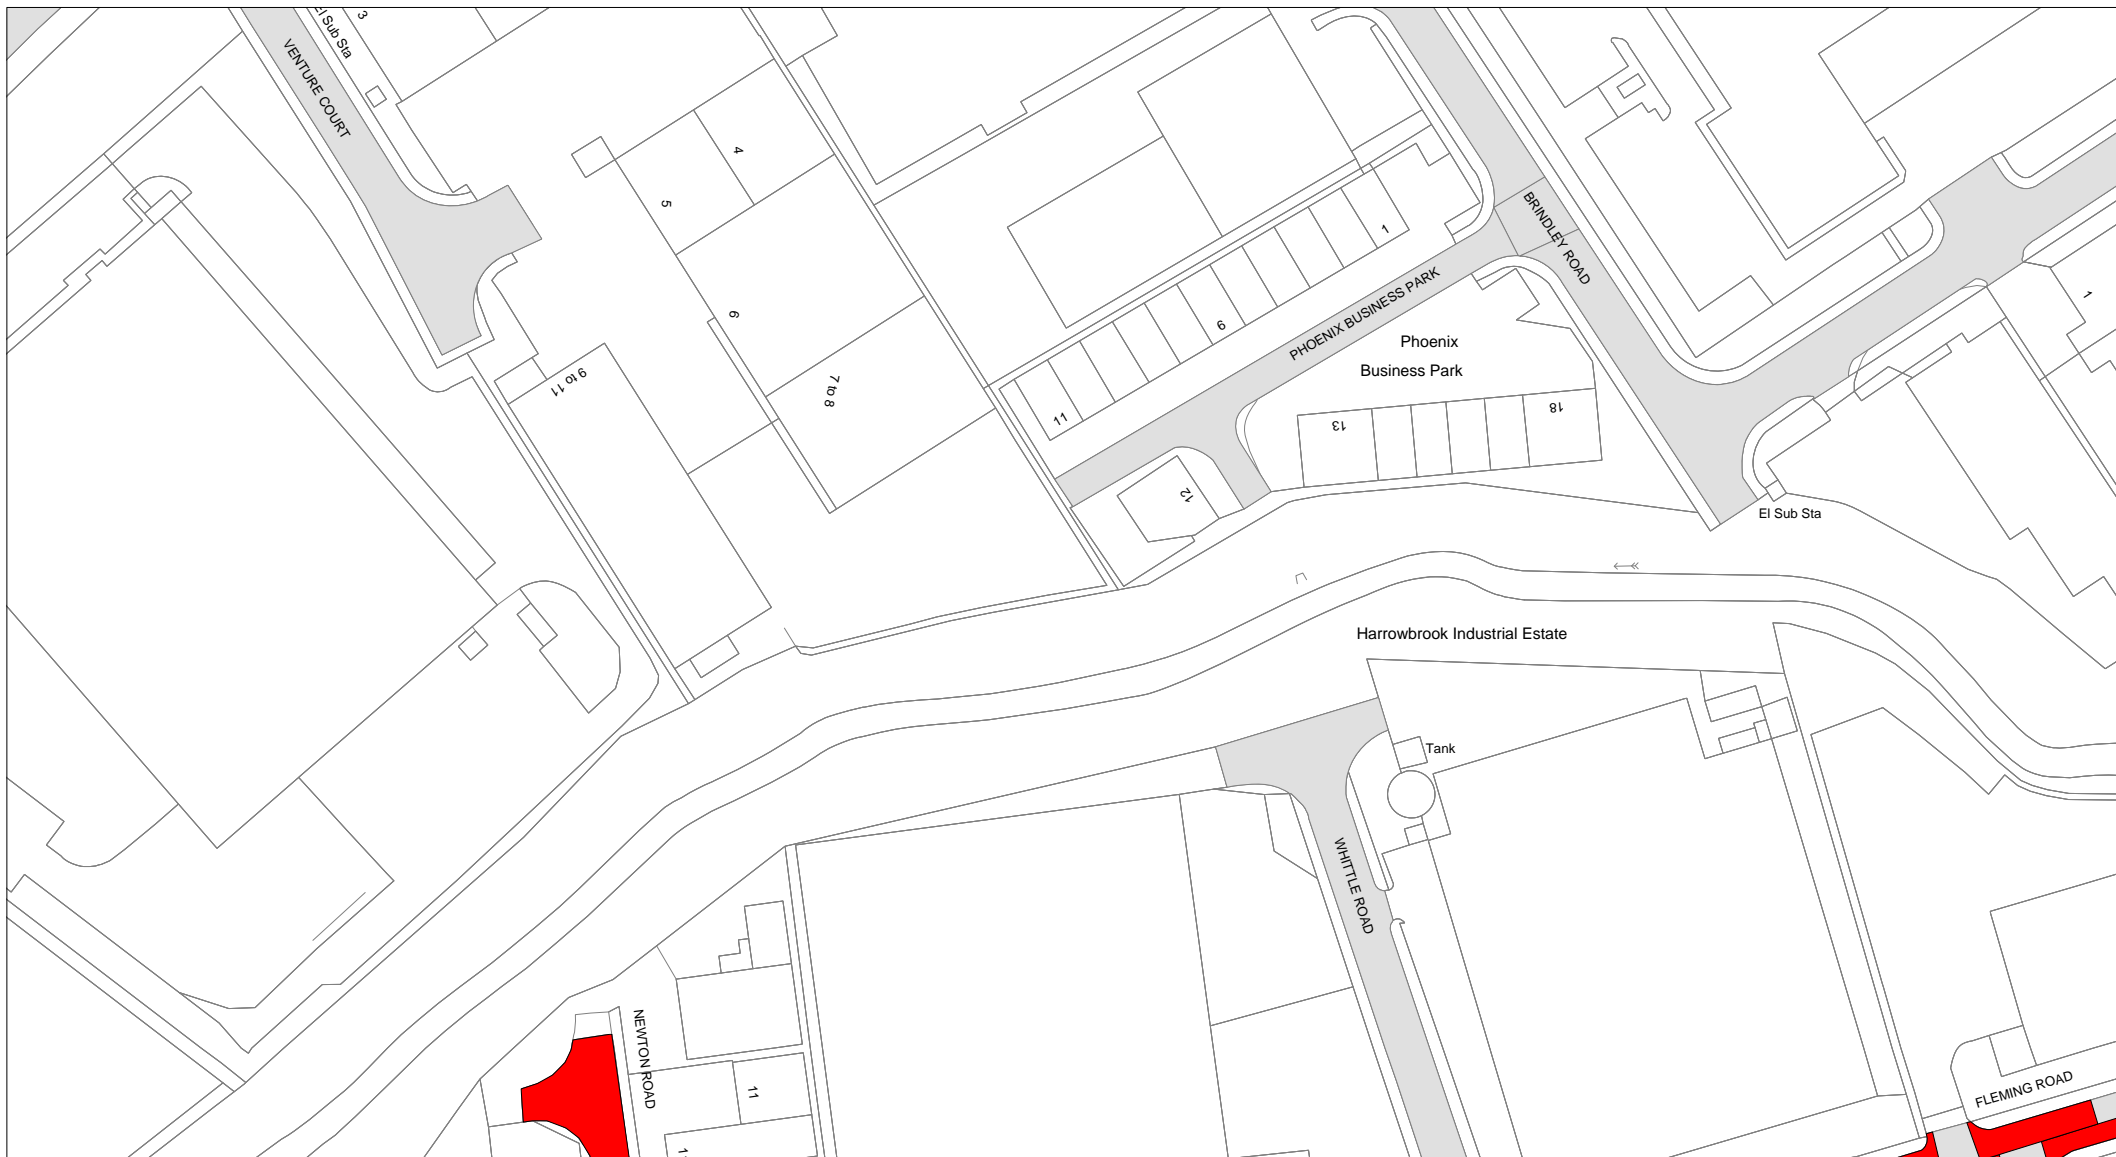 El Sub Sta
3
VENTURE COURT
4
5
6
7 to 8
9 to 11
1
9
11
PHOENIX BUSINESS PARK
BRINDLEY ROAD
Phoenix
Business Park
13
18
12
1
El Sub Sta
Harrowbrook Industrial Estate
Tank
WHITTLE ROAD
NEWTON ROAD
11
FLEMING ROAD